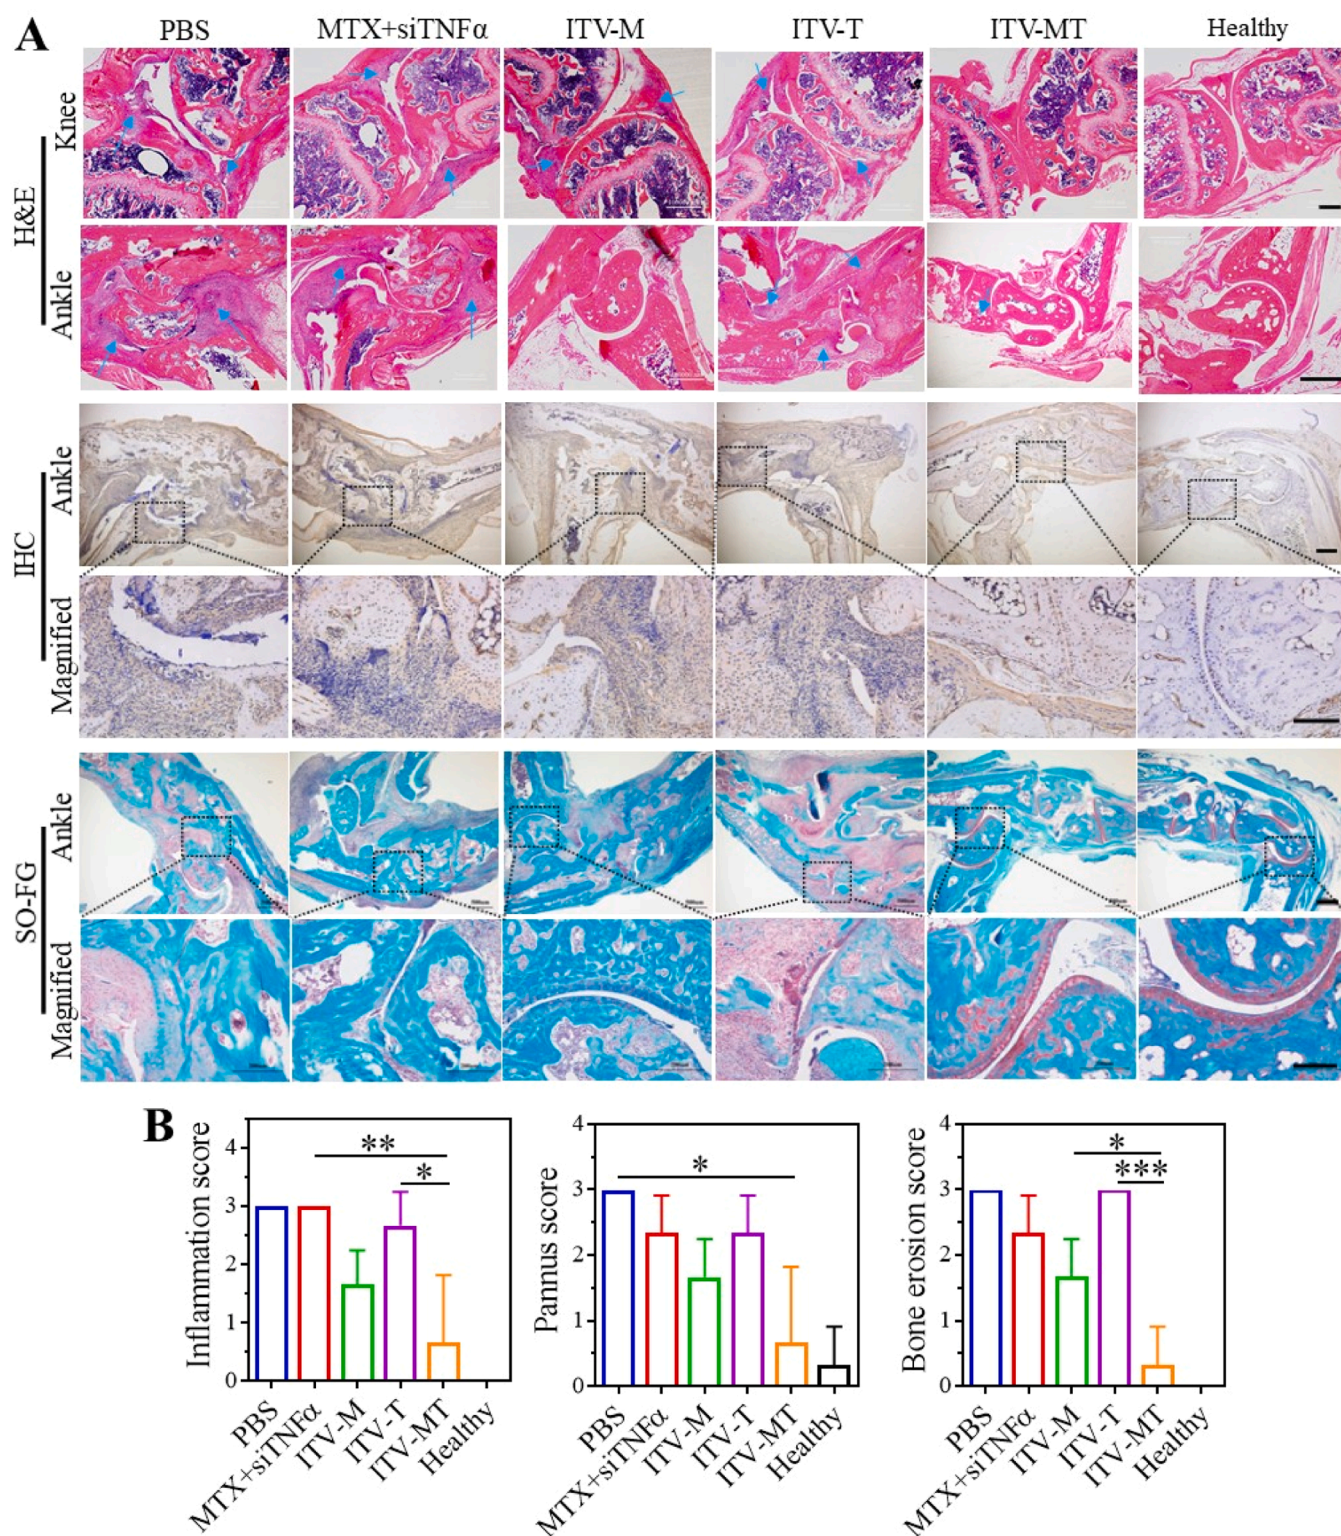 A
PBS MTX+siTNFα ITV-M ITV-T ITV-MT Healthy
H&E
Knee
Ankle
IHC
Ankle
Magnified
SO-FG
Ankle
Magnified
B
Inflammation score
4
3
2
1
0
**
*
PBS
MTX+siTNFα
ITV-M
ITV-T
ITV-MT
Healthy
Pannus score
4
3
2
1
0
*
PBS
MTX+siTNFα
ITV-M
ITV-T
ITV-MT
Healthy
Bone erosion score
4
3
2
1
0
*
***
PBS
MTX+siTNFα
ITV-M
ITV-T
ITV-MT
Healthy